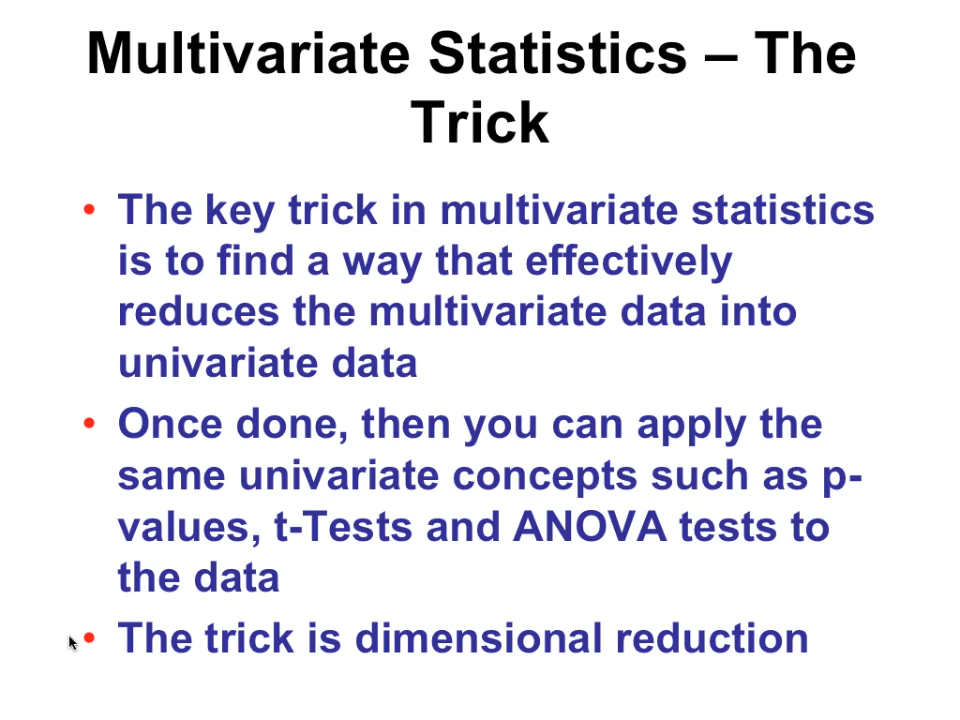 Multivariate Statistics – The
Trick
• The key trick in multivariate statistics
is to find a way that effectively
reduces the multivariate data into
univariate data
• Once done, then you can apply the
same univariate concepts such as p-
values, t-Tests and ANOVA tests to
the data
• The trick is dimensional reduction